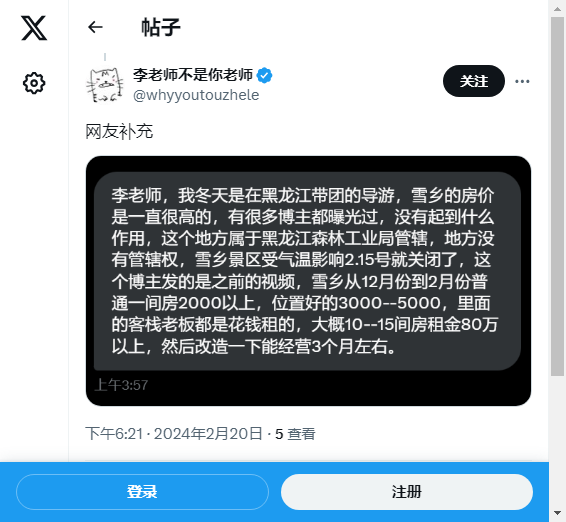 帖子
李老师不是你老师
@whyyoutouzhele
关注
网友补充
李老师，我冬天是在黑龙江带团的导游，雪乡的房价
是一直很高的，有很多博主都曝光过，没有起到什么
作用，这个地方属于黑龙江森林工业局管辖，地方没
有管辖权，雪乡景区受气温影响2.15号就关闭了，这
个博主发的是之前的视频，雪乡从12月份到2月份普
通一间房2000以上，位置好的3000--5000，里面
的客栈老板都是花钱租的，大概10--15间房租金80万
以上，然后改造一下能经营3个月左右。
上午3:57
下午6:21 · 2024年2月20日 · 5 查看
登录
注册